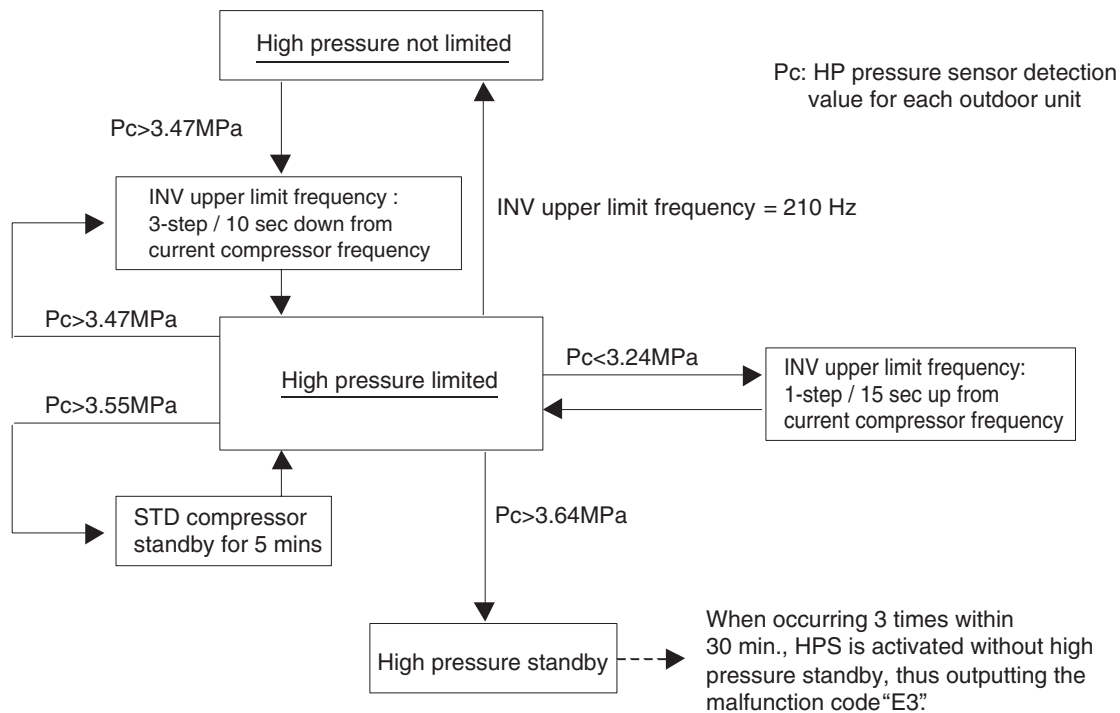 High pressure not limited
Pc: HP pressure sensor detection
value for each outdoor unit
Pc>3.47MPa
INV upper limit frequency :
3-step / 10 sec down from
current compressor frequency
INV upper limit frequency = 210 Hz
Pc>3.47MPa
High pressure limited
Pc<3.24MPa
INV upper limit frequency:
1-step / 15 sec up from
current compressor frequency
Pc>3.55MPa
STD compressor
standby for 5 mins
Pc>3.64MPa
High pressure standby
When occurring 3 times within
30 min., HPS is activated without high
pressure standby, thus outputting the
malfunction code “E3”.